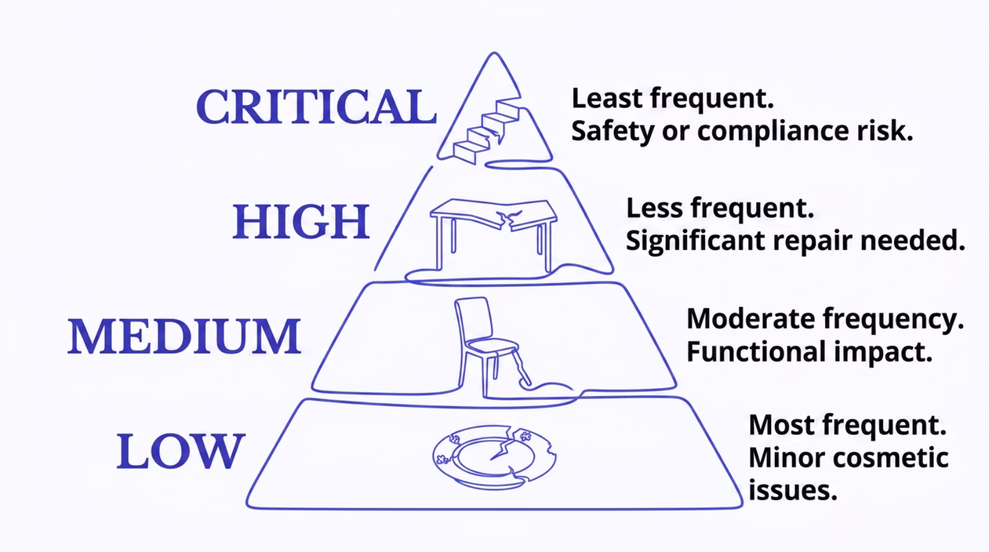 CRITICAL
Least frequent.
Safety or compliance risk.
HIGH
Less frequent.
Significant repair needed.
MEDIUM
Moderate frequency.
Functional impact.
LOW
Most frequent.
Minor cosmetic
issues.